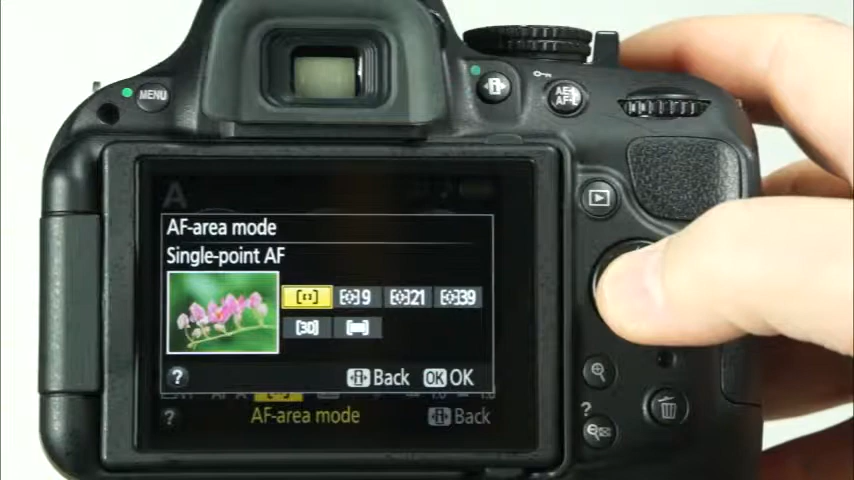 MENU
i
AE-L
AF-L
A
AF-area mode
Single-point AF
[ ] 9 21 39
[3D]
? i Back OK OK
? AF-area mode i Back
?